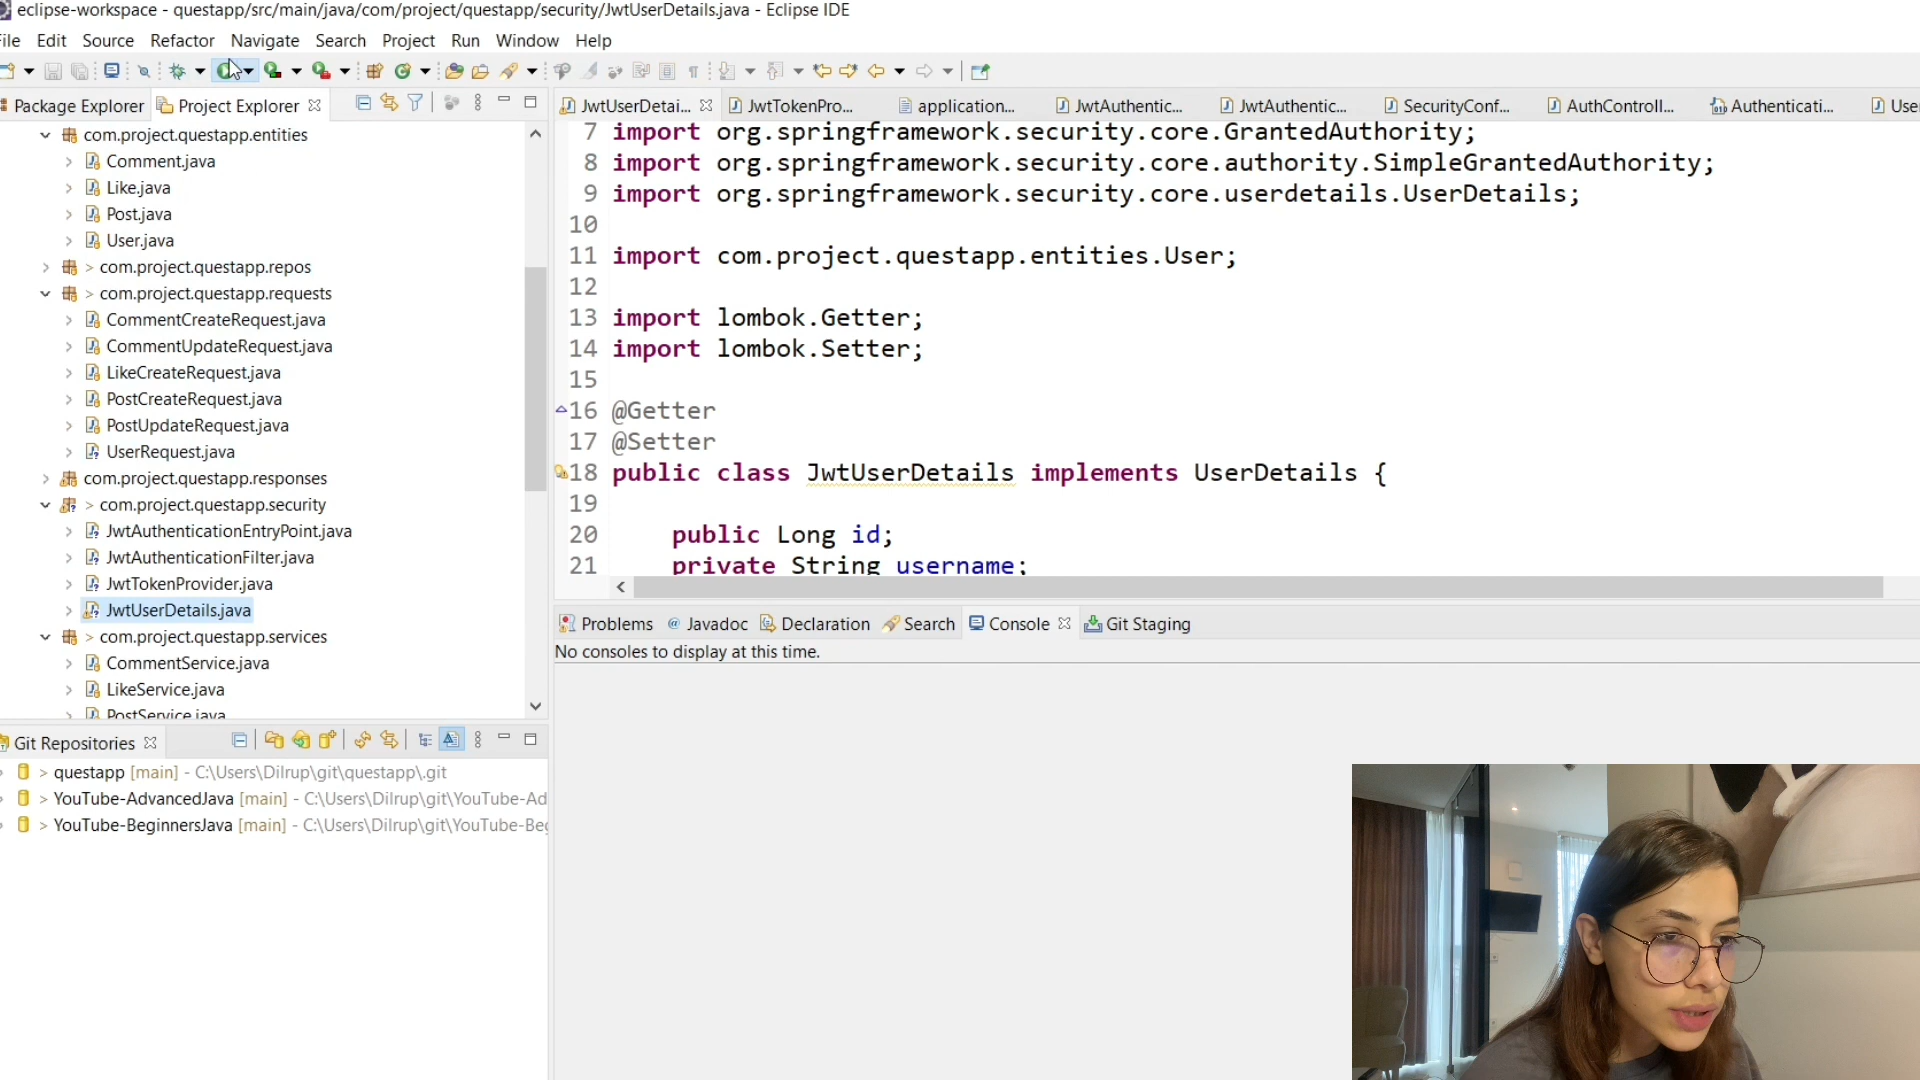 eclipse-workspace - questapp/src/main/java/com/project/questapp/security/JwtUserDetails.java - Eclipse IDE
File Edit Source Refactor Navigate Search Project Run Window Help
Package Explorer Project Explorer
com.project.questapp.entities
Comment.java
Like.java
Post.java
User.java
> com.project.questapp.repos
> com.project.questapp.requests
CommentCreateRequest.java
CommentUpdateRequest.java
LikeCreateRequest.java
PostCreateRequest.java
PostUpdateRequest.java
UserRequest.java
com.project.questapp.responses
> com.project.questapp.security
JwtAuthenticationEntryPoint.java
JwtAuthenticationFilter.java
JwtTokenProvider.java
JwtUserDetails.java
> com.project.questapp.services
CommentService.java
LikeService.java
PostService.java
Git Repositories
> questapp [main] - C:\Users\Dilrup\git\questapp\.git
> YouTube-AdvancedJava [main] - C:\Users\Dilrup\git\YouTube-Ad
> YouTube-BeginnersJava [main] - C:\Users\Dilrup\git\YouTube-Beg
JwtUserDetai... JwtTokenPro... application... JwtAuthentic... JwtAuthentic... SecurityConf... AuthControll... Authenticati... Use
7 import org.springframework.security.core.GrantedAuthority;
8 import org.springframework.security.core.authority.SimpleGrantedAuthority;
9 import org.springframework.security.core.userdetails.UserDetails;
10
11 import com.project.questapp.entities.User;
12
13 import lombok.Getter;
14 import lombok.Setter;
15
16 @Getter
17 @Setter
18 public class JwtUserDetails implements UserDetails {
19
20 public Long id;
21 private String username;
Problems @ Javadoc Declaration Search Console Git Staging
No consoles to display at this time.